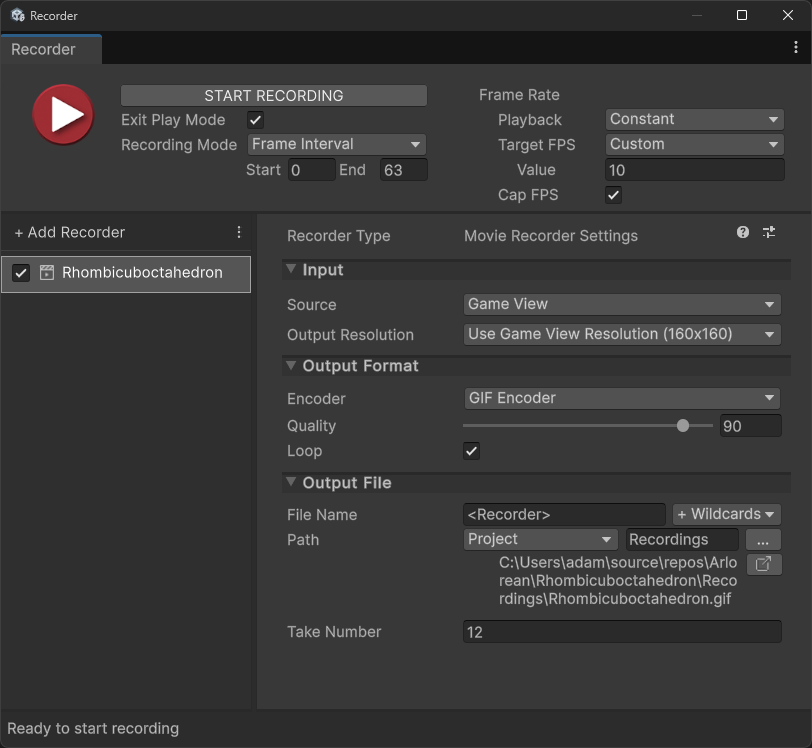 Recorder
Recorder
START RECORDING
Exit Play Mode
Recording Mode Frame Interval
Start 0 End 63
Frame Rate
Playback Constant
Target FPS Custom
Value 10
Cap FPS
+ Add Recorder
Rhombicuboctahedron
Recorder Type Movie Recorder Settings
Input
Source Game View
Output Resolution Use Game View Resolution (160x160)
Output Format
Encoder GIF Encoder
Quality 90
Loop
Output File
File Name <Recorder> + Wildcards
Path Project Recordings ...
C:\Users\adam\source\repos\Arlo
rean\Rhombicuboctahedron\Reco
rdings\Rhombicuboctahedron.gif
Take Number 12
Ready to start recording